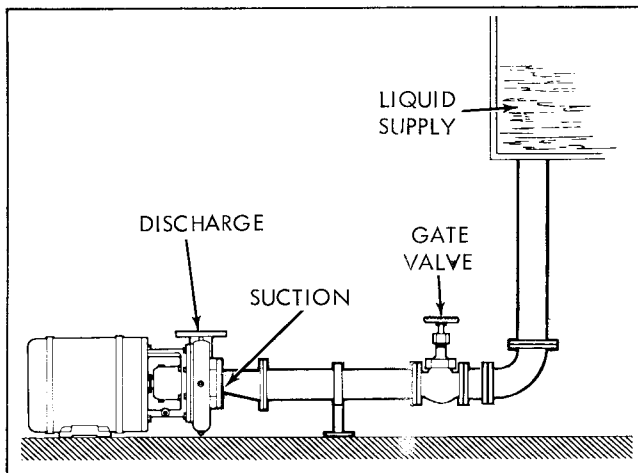 LIQUID
SUPPLY
DISCHARGE
GATE
VALVE
SUCTION